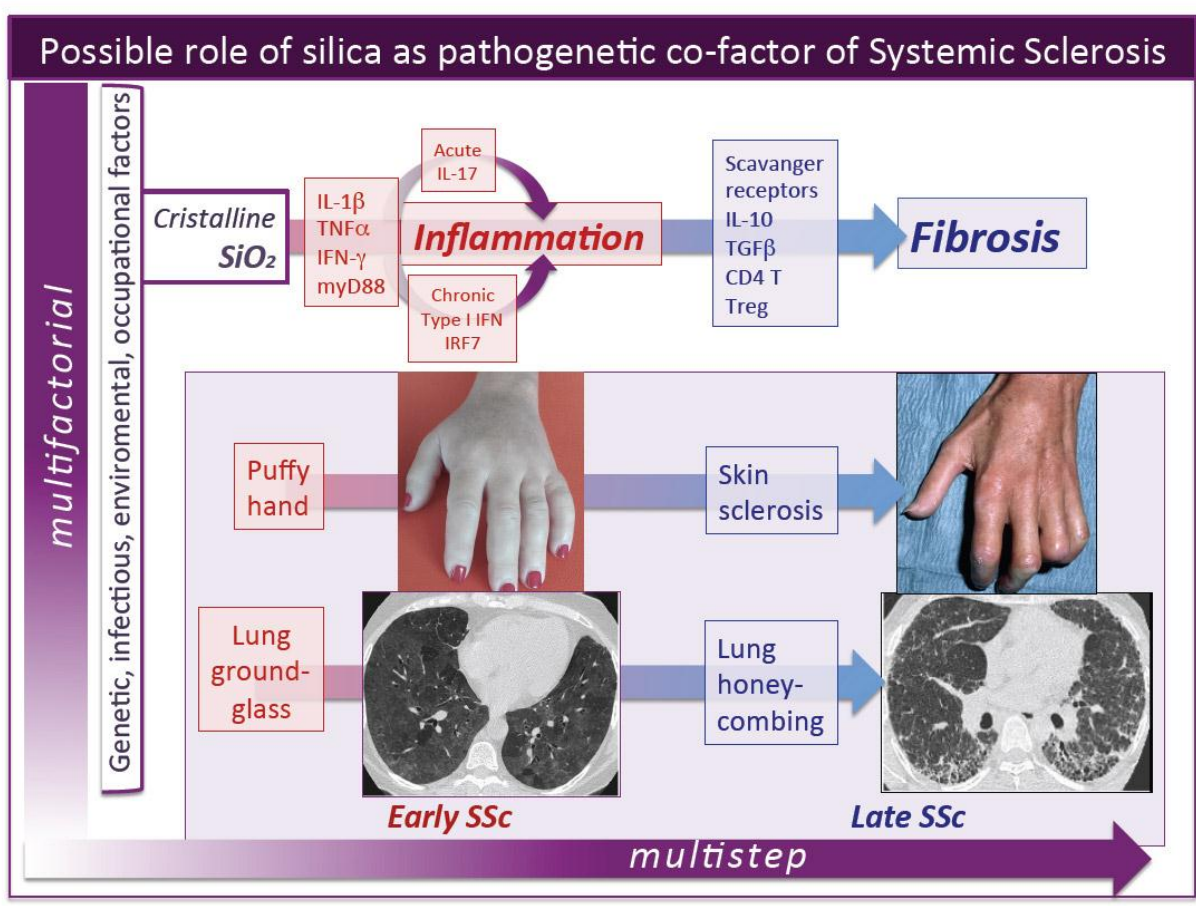 Possible role of silica as pathogenetic co-factor of Systemic Sclerosis
multifactorial
Genetic, infectious, enviromental, occupational factors
Cristalline
SiO₂
IL-1β
TNFα
IFN-γ
myD88
Acute
IL-17
Inflammation
Chronic
Type I IFN
IRF7
Scavanger
receptors
IL-10
TGFβ
CD4 T
Treg
Fibrosis
Puffy
hand
Skin
sclerosis
Lung
ground-
glass
Lung
honey-
combing
Early SSc
Late SSc
multistep